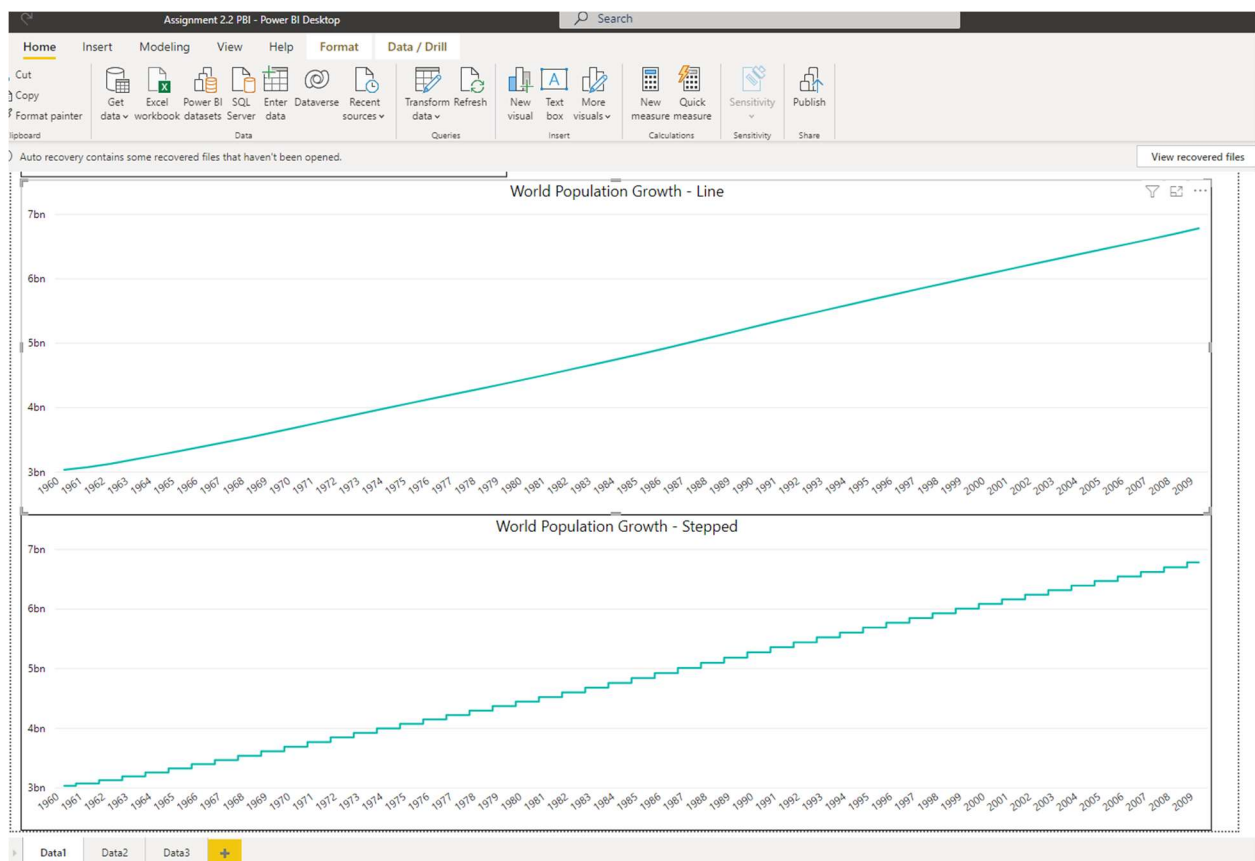 Assignment 2.2 PBI - Power BI Desktop
Search
Home Insert Modeling View Help Format Data / Drill
Cut
Copy
Format painter
Get data
Excel workbook
Power BI datasets
SQL Server
Enter data
Dataverse
Recent sources
Transform data
Refresh
New visual
Text box
More visuals
New measure
Quick measure
Sensitivity
Publish
lipboard Data Queries Insert Calculations Sensitivity Share
Auto recovery contains some recovered files that haven't been opened.
View recovered files
World Population Growth - Line
7bn
6bn
5bn
4bn
3bn
1960 1961 1962 1963 1964 1965 1966 1967 1968 1969 1970 1971 1972 1973 1974 1975 1976 1977 1978 1979 1980 1981 1982 1983 1984 1985 1986 1987 1988 1989 1990 1991 1992 1993 1994 1995 1996 1997 1998 1999 2000 2001 2002 2003 2004 2005 2006 2007 2008 2009
World Population Growth - Stepped
7bn
6bn
5bn
4bn
3bn
1960 1961 1962 1963 1964 1965 1966 1967 1968 1969 1970 1971 1972 1973 1974 1975 1976 1977 1978 1979 1980 1981 1982 1983 1984 1985 1986 1987 1988 1989 1990 1991 1992 1993 1994 1995 1996 1997 1998 1999 2000 2001 2002 2003 2004 2005 2006 2007 2008 2009
Data1 Data2 Data3 +